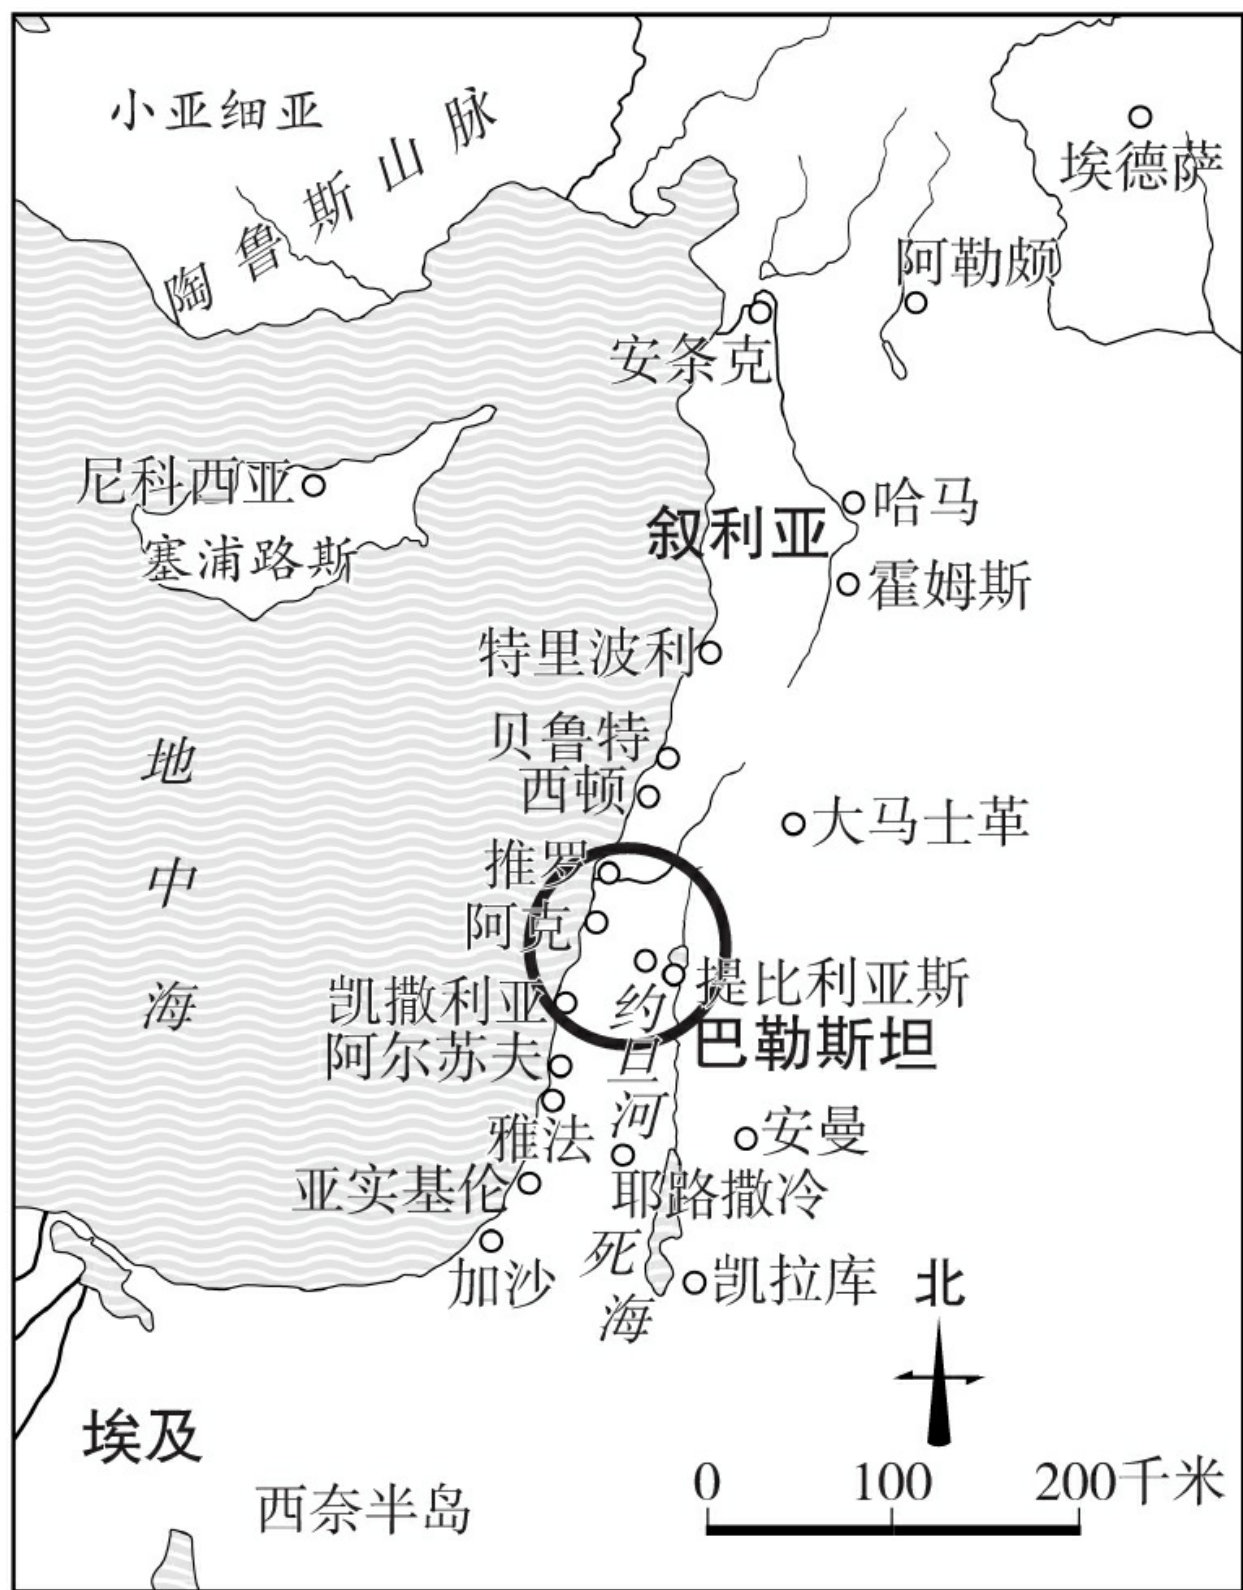 小亚细亚
陶鲁斯山脉
埃德萨
阿勒颇
安条克
尼科西亚
塞浦路斯
叙利亚
哈马
霍姆斯
特里波利
贝鲁特
西顿
大马士革
推罗
阿克
提比利亚斯
凯撒利亚
巴勒斯坦
阿尔苏夫
约旦河
雅法
安曼
亚实基伦
耶路撒冷
加沙
死海
凯拉库
地中海
北
埃及
西奈半岛
0 100 200千米